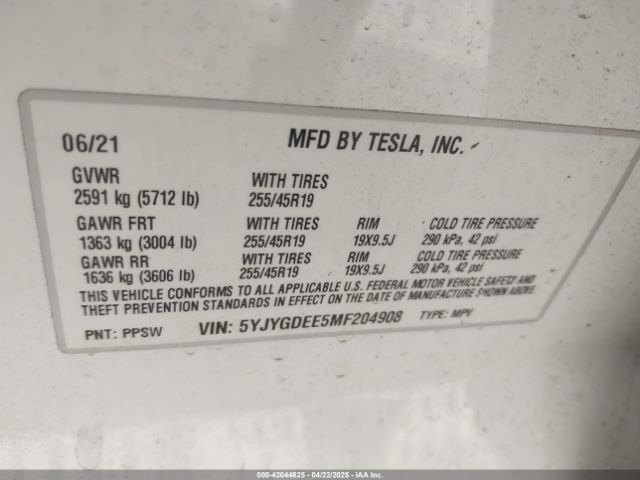 06/21 MFD BY TESLA, INC.
GVWR WITH TIRES
2591 kg (5712 lb) 255/45R19
GAWR FRT WITH TIRES RIM COLD TIRE PRESSURE
1363 kg (3004 lb) 255/45R19 19X9.5J 290 kPa, 42 psi
GAWR RR WITH TIRES RIM COLD TIRE PRESSURE
1636 kg (3606 lb) 255/45R19 19X9.5J 290 kPa, 42 psi
THIS VEHICLE CONFORMS TO ALL APPLICABLE U.S. FEDERAL MOTOR VEHICLE SAFETY AND
THEFT PREVENTION STANDARDS IN EFFECT ON THE DATE OF MANUFACTURE SHOWN ABOVE.
PNT: PPSW VIN: 5YJYGDEE5MF204908 TYPE: MPV
000-42044625 - 04/22/2025 - IAA Inc.